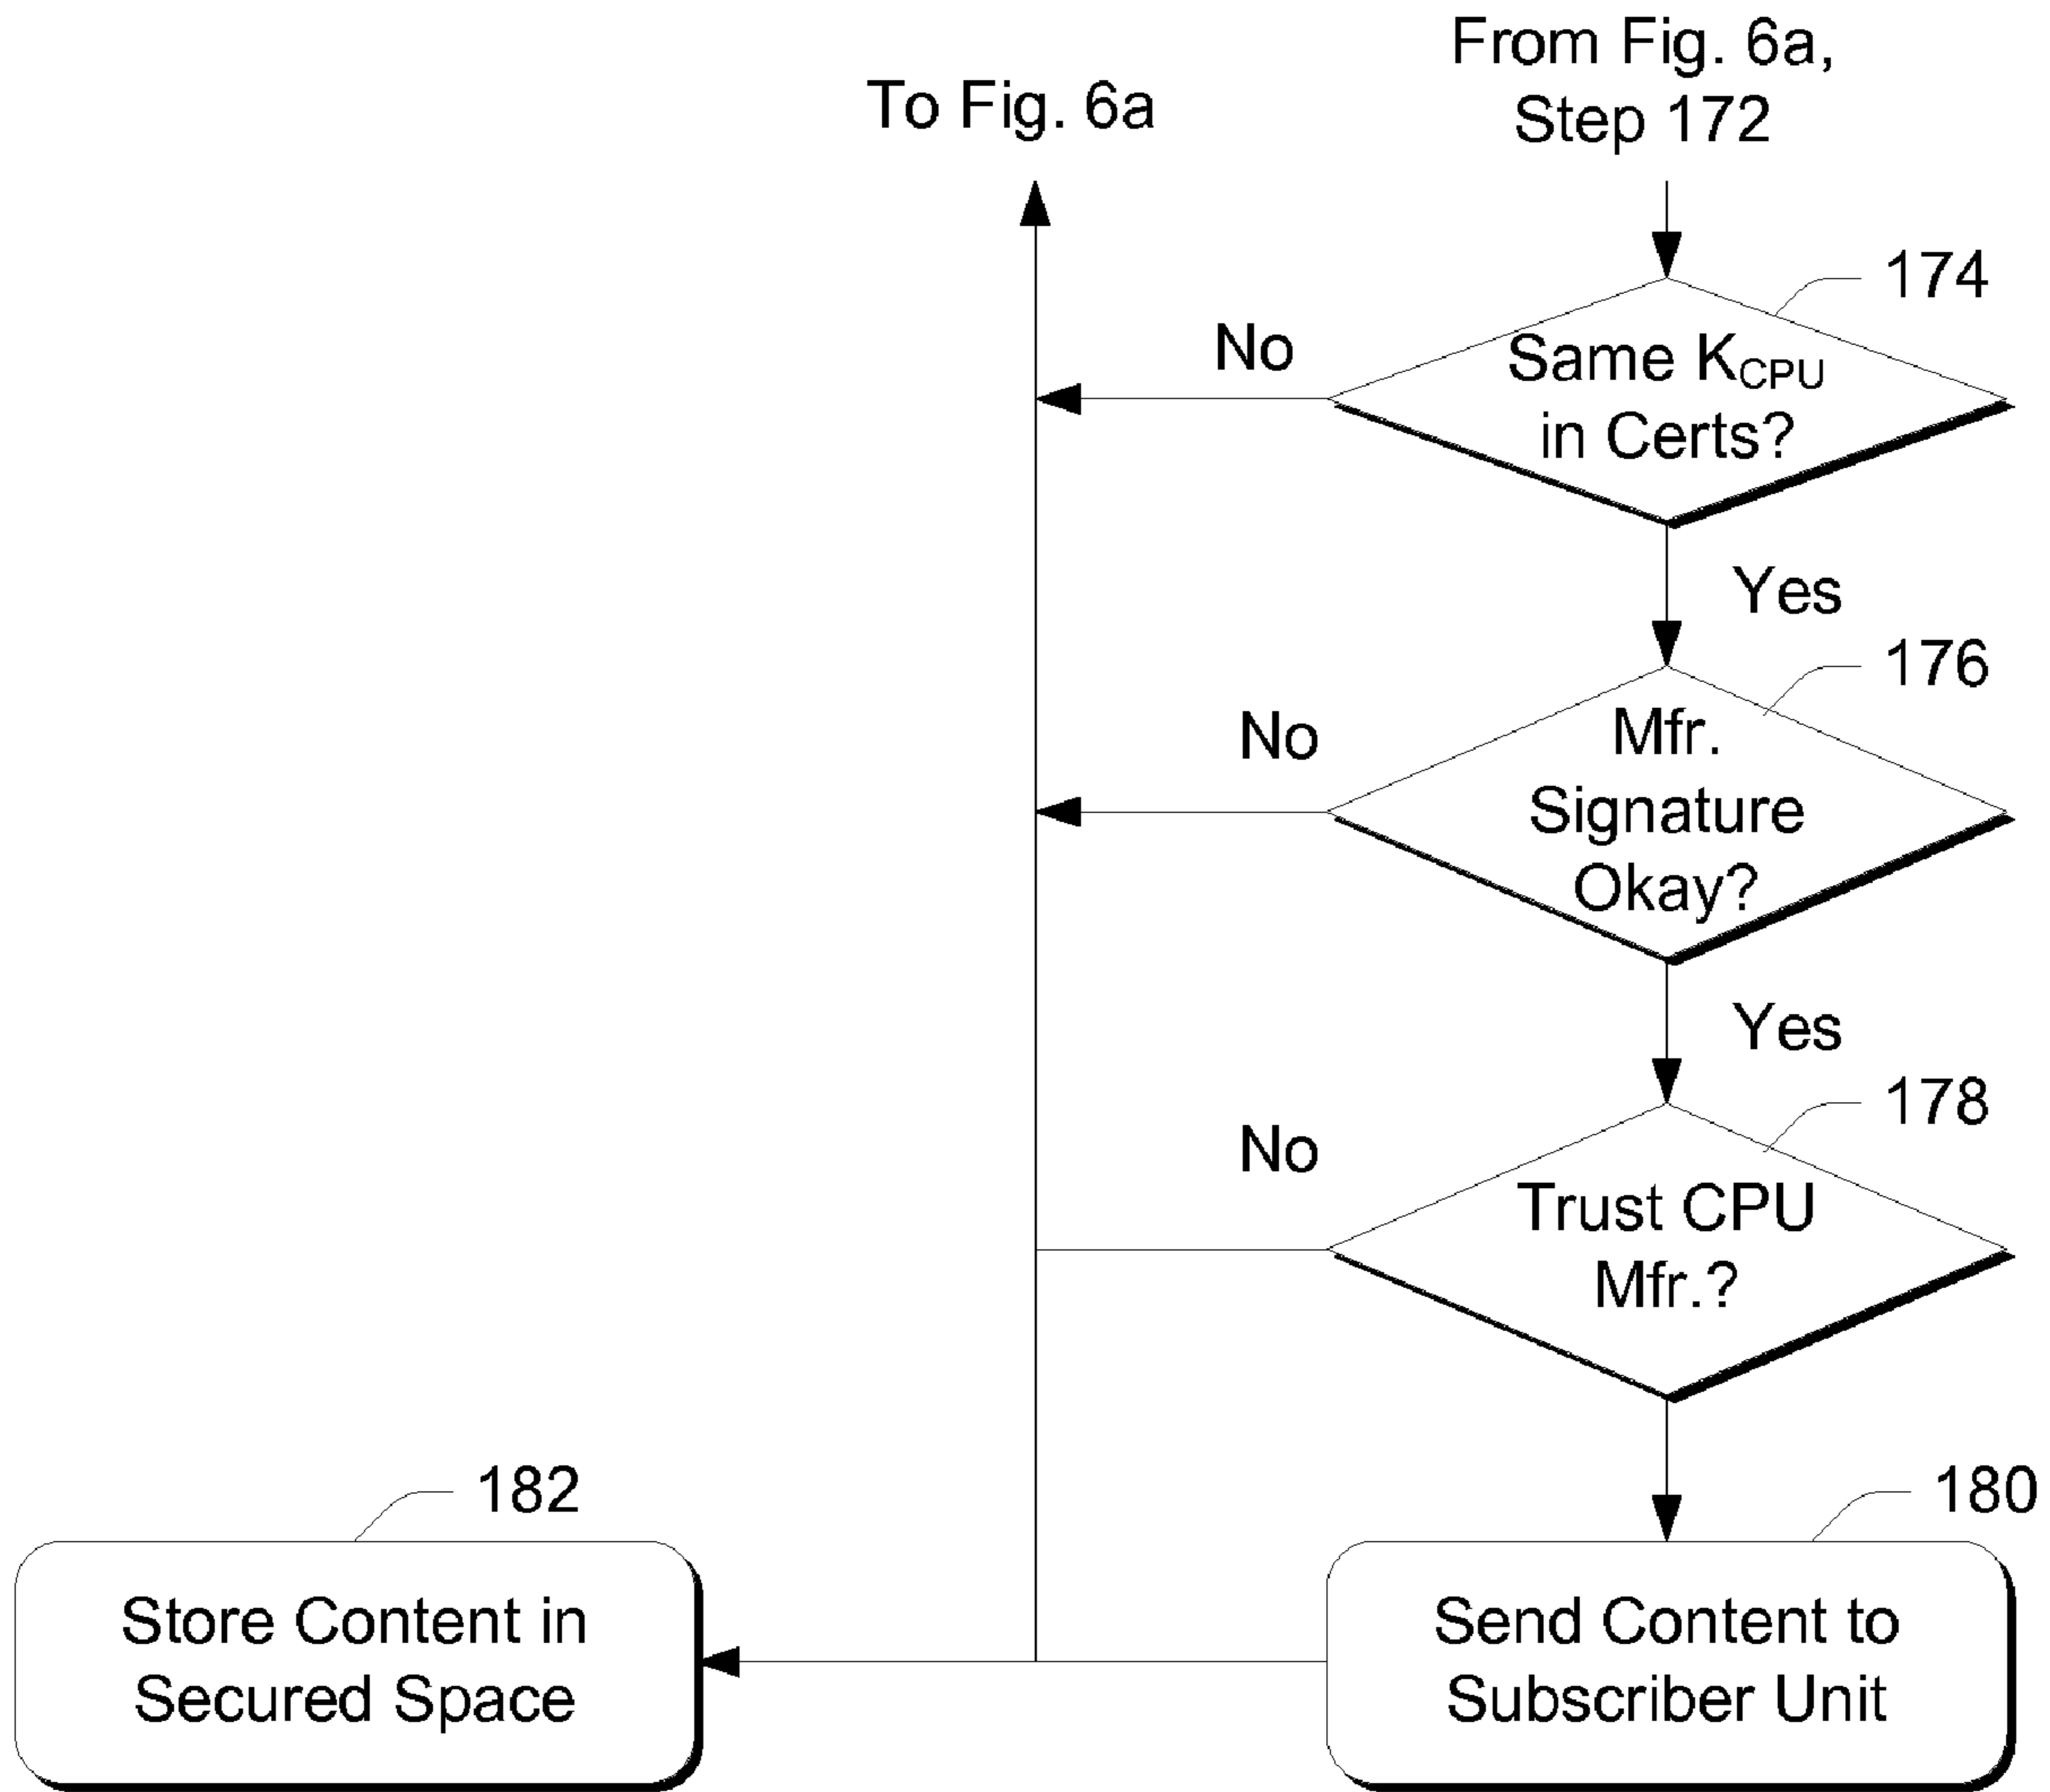 To Fig. 6a
From Fig. 6a,
Step 172
174
No
Same KCPU
in Certs?
Yes
176
No
Mfr.
Signature
Okay?
Yes
178
No
Trust CPU
Mfr.?
182
180
Store Content in
Secured Space
Send Content to
Subscriber Unit